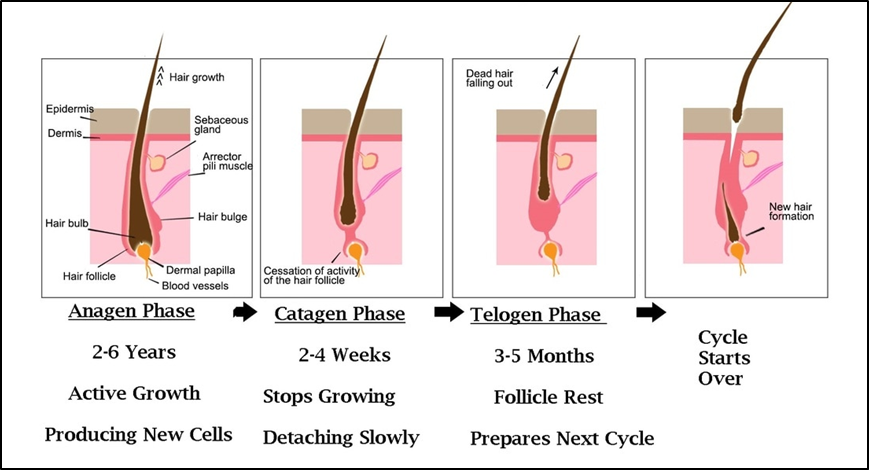 Hair growth
Epidermis
Dermis
Sebaceous
gland
Arrector
pili muscle
Hair bulb
Hair bulge
Hair follicle
Dermal papilla
Blood vessels
Cessation of activity
of the hair follicle
Dead hair
falling out
New hair
formation
Anagen Phase
2-6 Years
Active Growth
Producing New Cells
Catagen Phase
2-4 Weeks
Stops Growing
Detaching Slowly
Telogen Phase
3-5 Months
Follicle Rest
Prepares Next Cycle
Cycle
Starts
Over